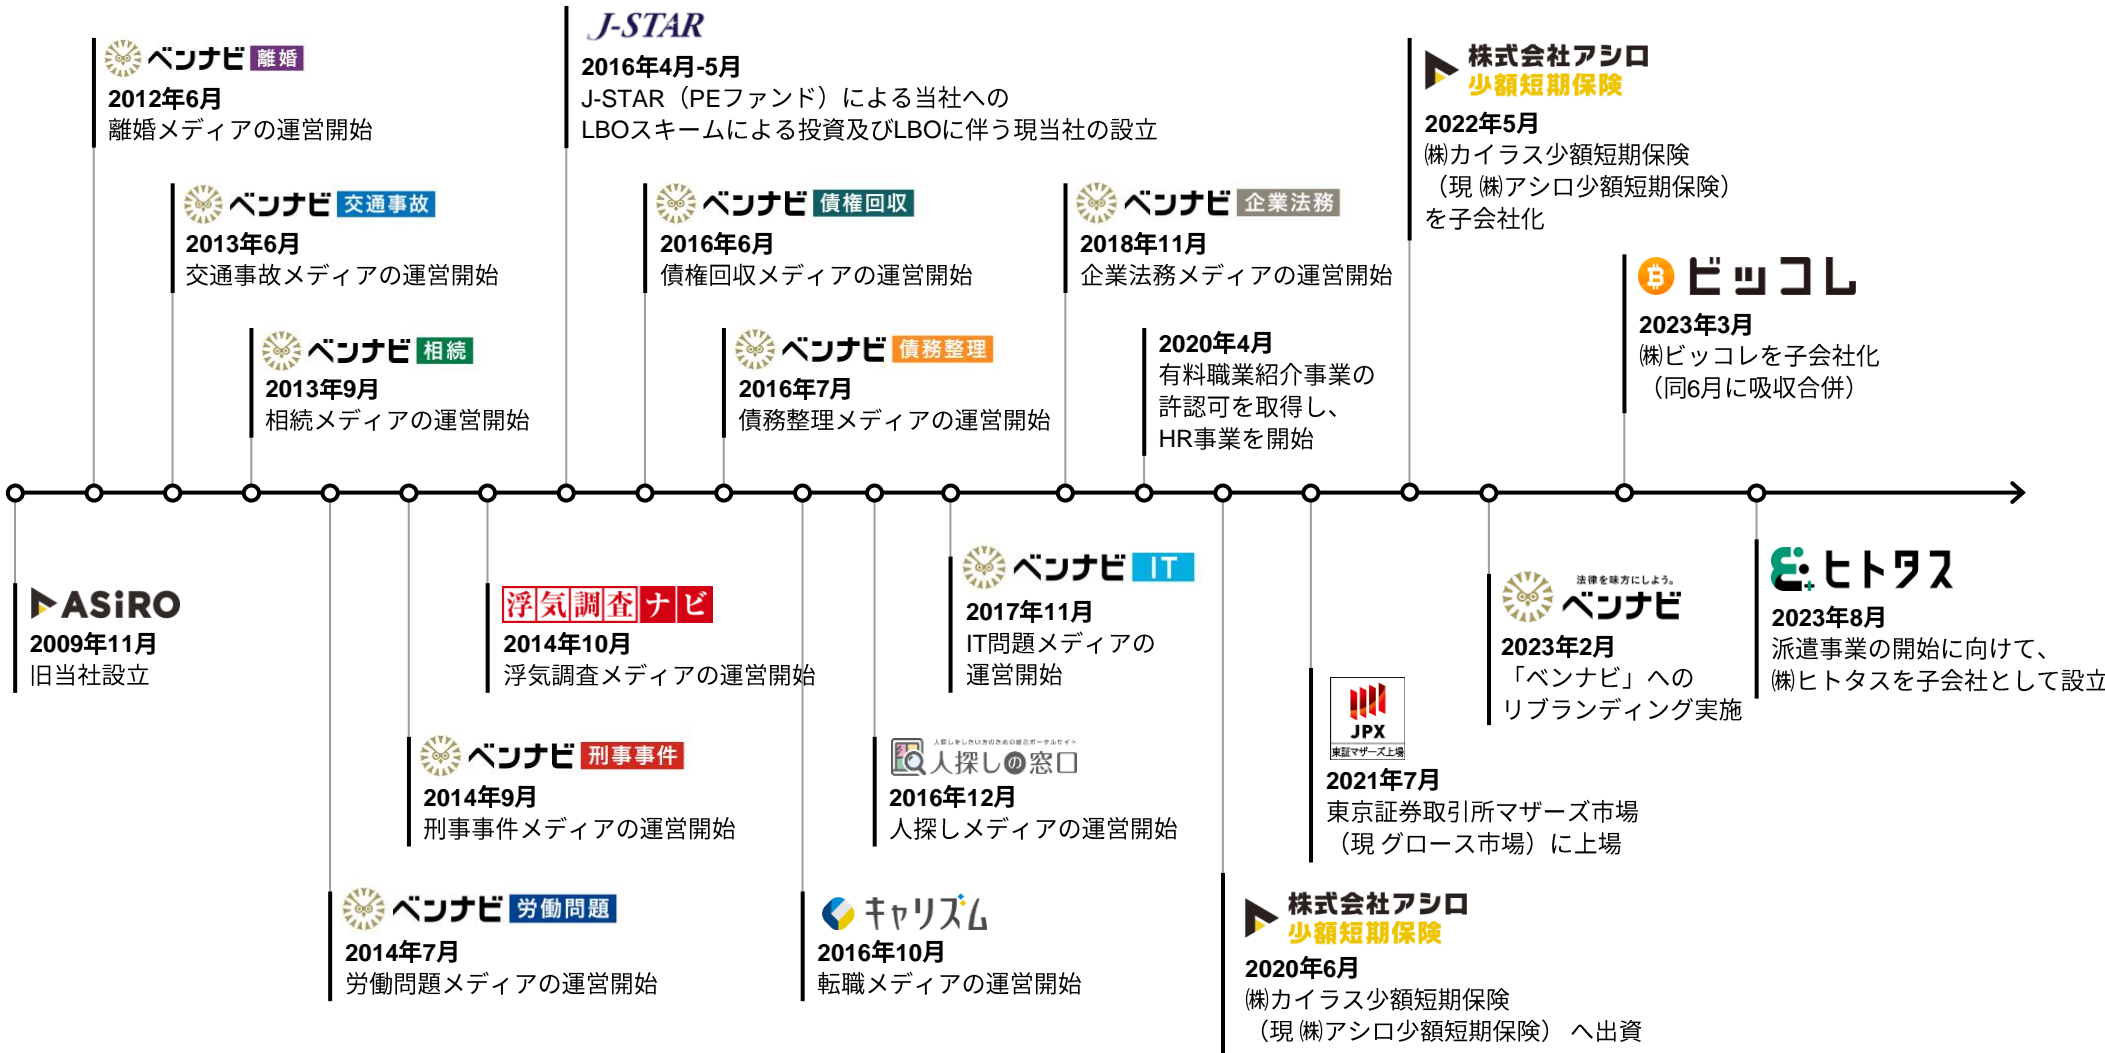 ベンナビ 離婚
2012年6月
離婚メディアの運営開始
ベンナビ 交通事故
2013年6月
交通事故メディアの運営開始
ベンナビ 相続
2013年9月
相続メディアの運営開始
J-STAR
2016年4月-5月
J-STAR（PEファンド）による当社への
LBOスキームによる投資及びLBOに伴う現当社の設立
ベンナビ 債権回収
2016年6月
債権回収メディアの運営開始
ベンナビ 債務整理
2016年7月
債務整理メディアの運営開始
ベンナビ 企業法務
2018年11月
企業法務メディアの運営開始
2020年4月
有料職業紹介事業の
許認可を取得し、
HR事業を開始
株式会社アシロ
少額短期保険
2022年5月
㈱カイラス少額短期保険
（現 ㈱アシロ少額短期保険）
を子会社化
ビッコレ
2023年3月
㈱ビッコレを子会社化
（同6月に吸収合併）
ASiRO
2009年11月
旧当社設立
ベンナビ 労働問題
2014年7月
労働問題メディアの運営開始
ベンナビ 刑事事件
2014年9月
刑事事件メディアの運営開始
浮気調査ナビ
2014年10月
浮気調査メディアの運営開始
キャリズム
2016年10月
転職メディアの運営開始
人探しをしたい方のための総合ポータルサイト
人探しの窓口
2016年12月
人探しメディアの運営開始
ベンナビ IT
2017年11月
IT問題メディアの
運営開始
株式会社アシロ
少額短期保険
2020年6月
㈱カイラス少額短期保険
（現 ㈱アシロ少額短期保険） へ出資
JPX
東証マザーズ上場
2021年7月
東京証券取引所マザーズ市場
（現 グロース市場）に上場
法律を味方にしよう。
ベンナビ
2023年2月
「ベンナビ」への
リブランディング実施
ヒトタス
2023年8月
派遣事業の開始に向けて、
㈱ヒトタスを子会社として設立